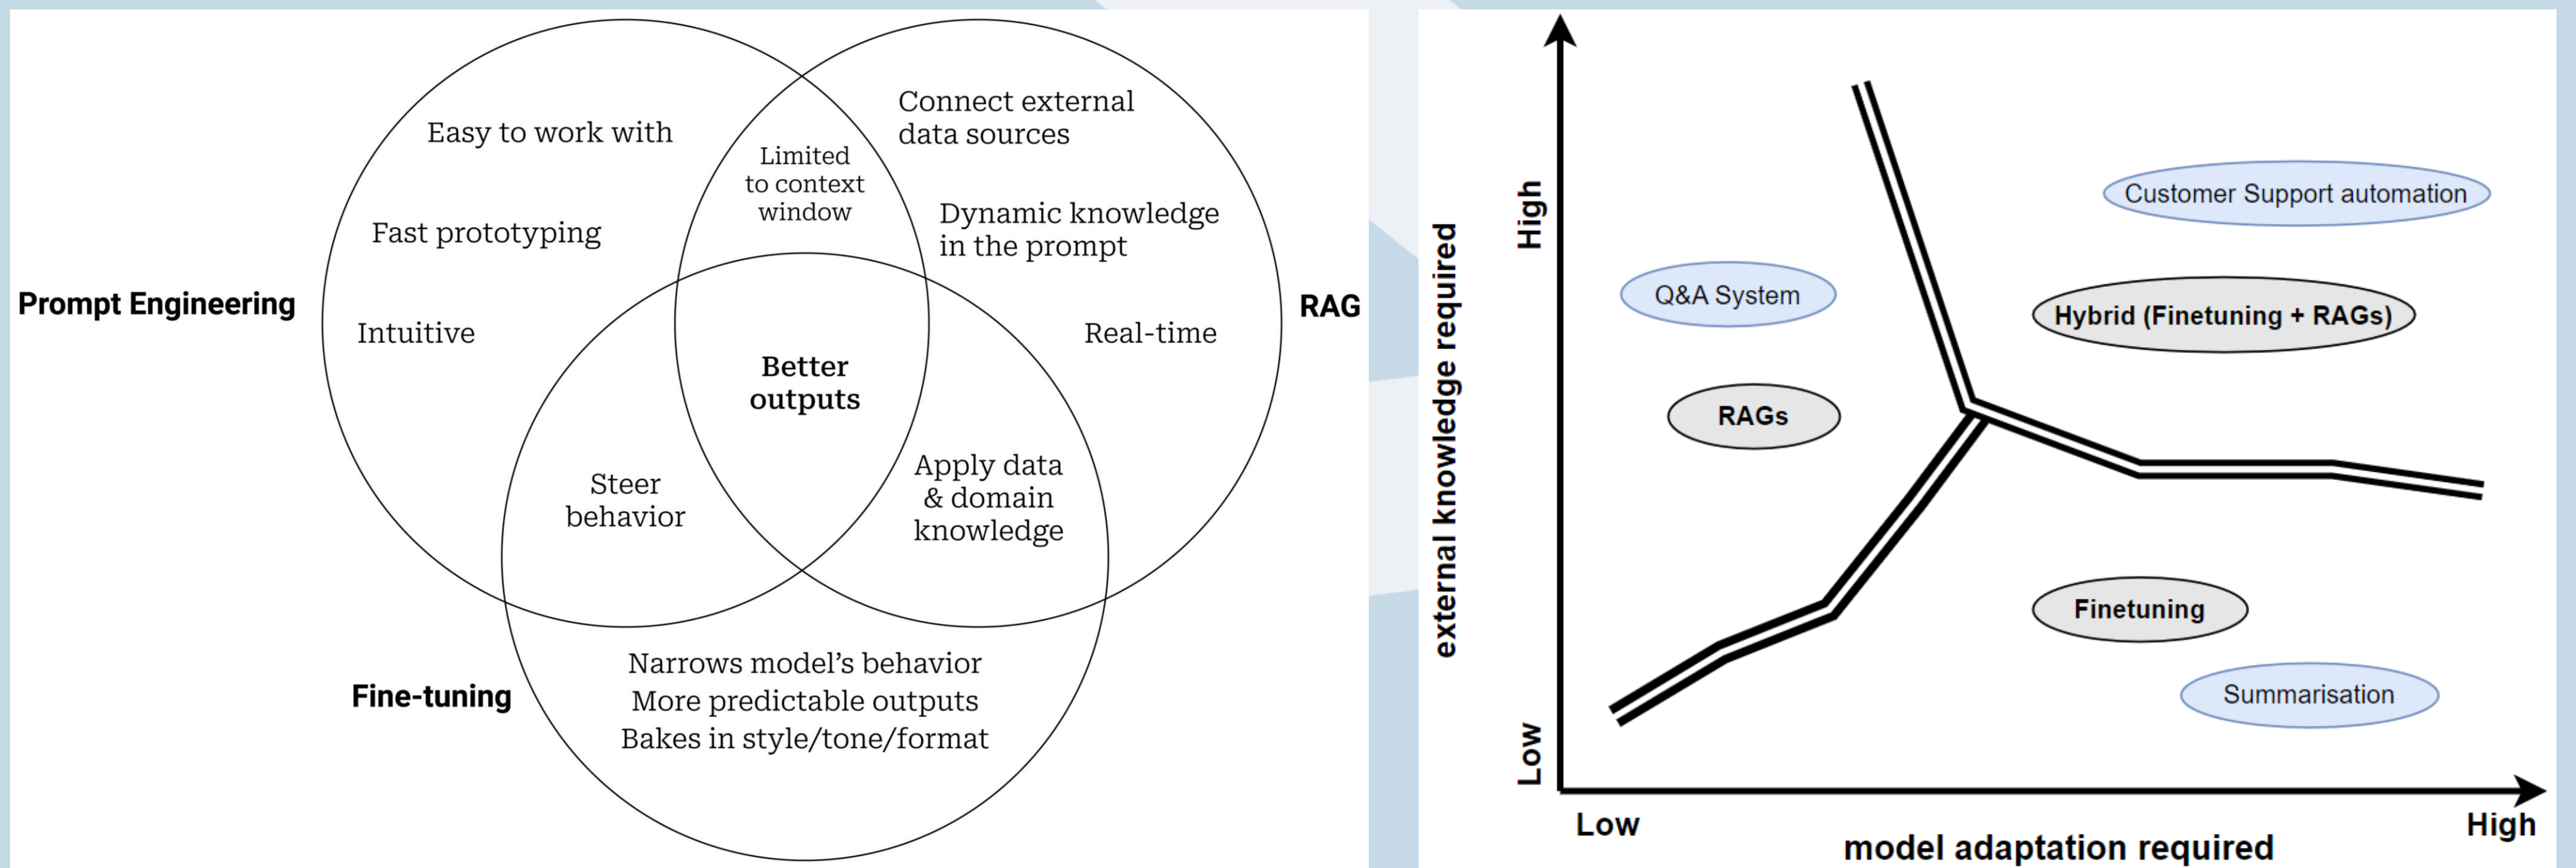 Prompt Engineering
Easy to work with
Fast prototyping
Intuitive
Limited
to context
window
Connect external
data sources
Dynamic knowledge
in the prompt
Real-time
RAG
Better
outputs
Steer
behavior
Apply data
& domain
knowledge
Fine-tuning
Narrows model’s behavior
More predictable outputs
Bakes in style/tone/format
external knowledge required
High
Low
Customer Support automation
Q&A System
Hybrid (Finetuning + RAGs)
RAGs
Finetuning
Summarisation
Low
High
model adaptation required